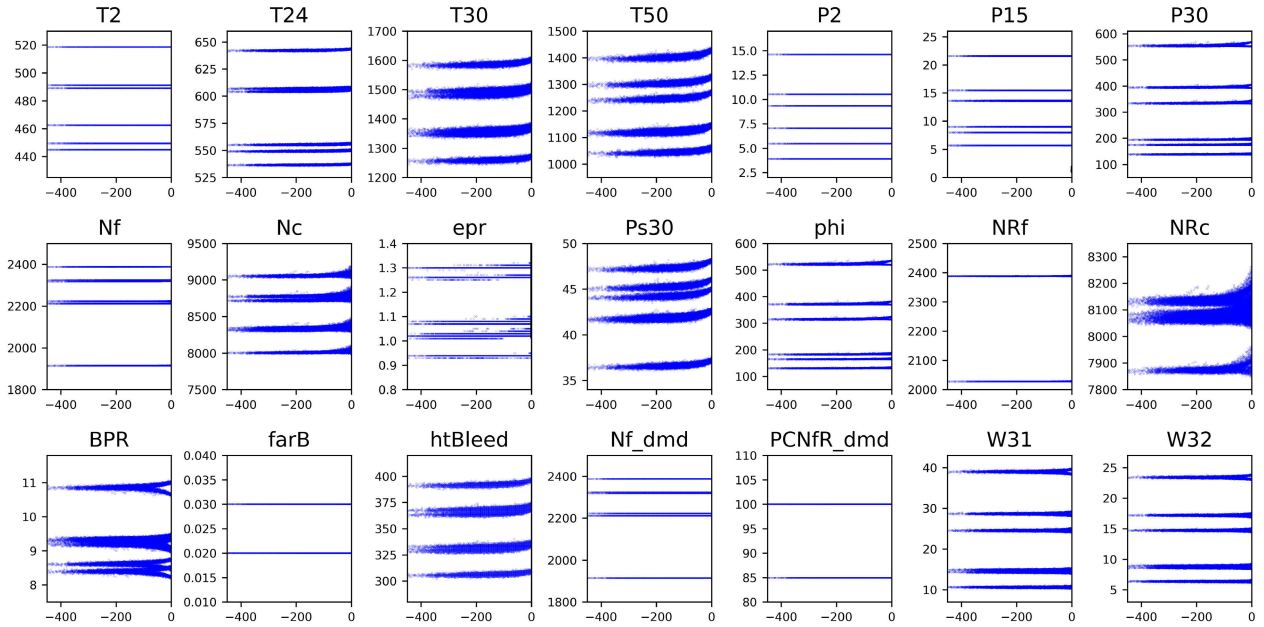 T2 T24 T30 T50 P2 P15 P30
520 650 1700 1500 15.0 25 600
500 625 1600 1400 12.5 20 500
480 600 1500 1300 10.0 15 400
460 575 1400 1200 7.5 10 300
440 550 1300 1100 5.0 5 200
525 1200 1000 2.5 0 100
−400 −200 0 −400 −200 0 −400 −200 0 −400 −200 0 −400 −200 0 −400 −200 0 −400 −200 0
Nf Nc epr Ps30 phi NRf NRc
2400 9500 1.4 50 600 2500 8300
2200 9000 1.3 45 500 2400 8200
2000 8500 1.2 40 400 2300 8100
1800 8000 1.1 35 300 2200 8000
7500 1.0 200 2100 7900
0.9 100 2000 7800
0.8
−400 −200 0 −400 −200 0 −400 −200 0 −400 −200 0 −400 −200 0 −400 −200 0 −400 −200 0
BPR farB htBleed Nf_dmd PCNfR_dmd W31 W32
11 0.040 400 2400 110 40 25
10 0.035 375 2200 105 30 20
9 0.030 350 2000 100 20 15
8 0.025 325 1800 95 10 10
0.020 300 90 5
0.015 85
0.010 80
−400 −200 0 −400 −200 0 −400 −200 0 −400 −200 0 −400 −200 0 −400 −200 0 −400 −200 0